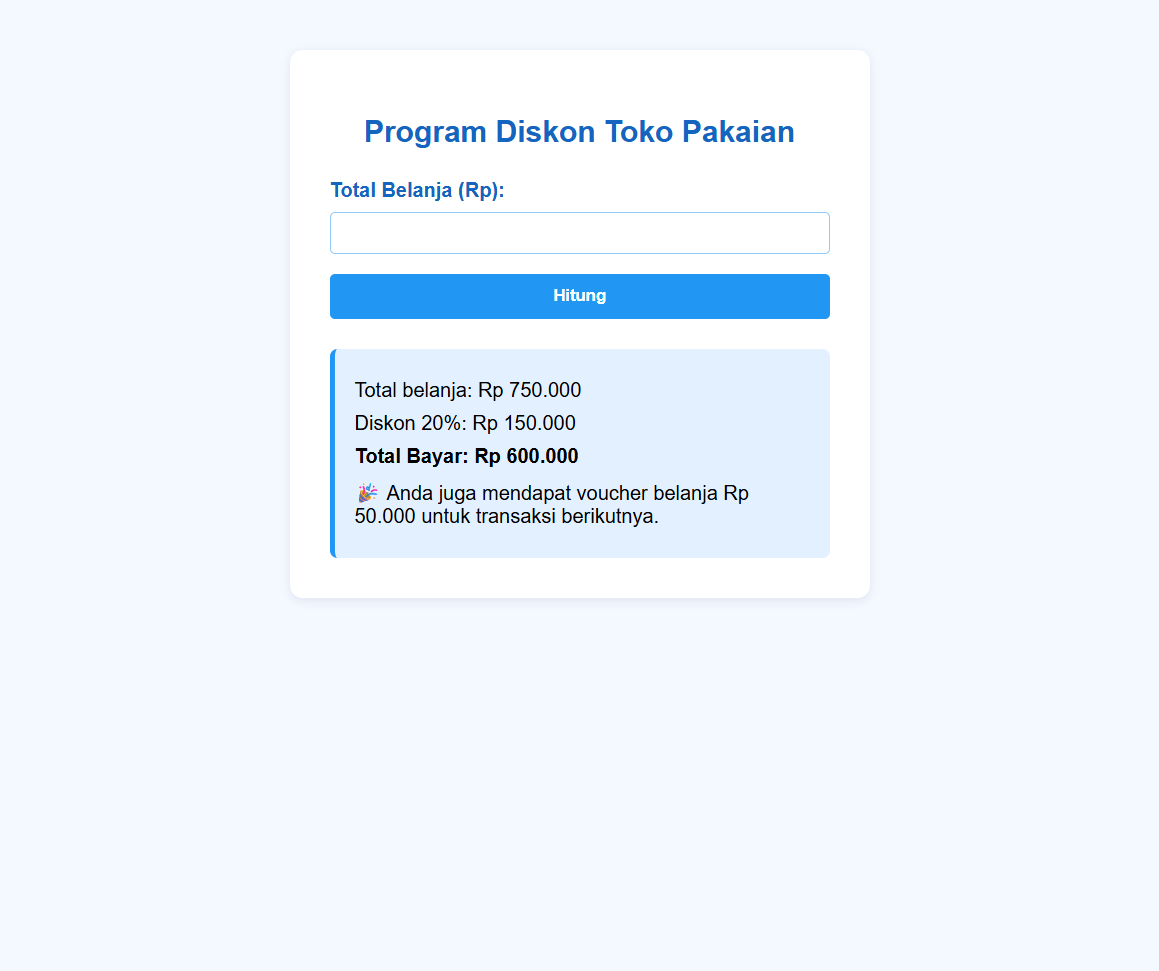 Program Diskon Toko Pakaian
Total Belanja (Rp):
Hitung
Total belanja: Rp 750.000
Diskon 20%: Rp 150.000
Total Bayar: Rp 600.000
🎉 Anda juga mendapat voucher belanja Rp
50.000 untuk transaksi berikutnya.